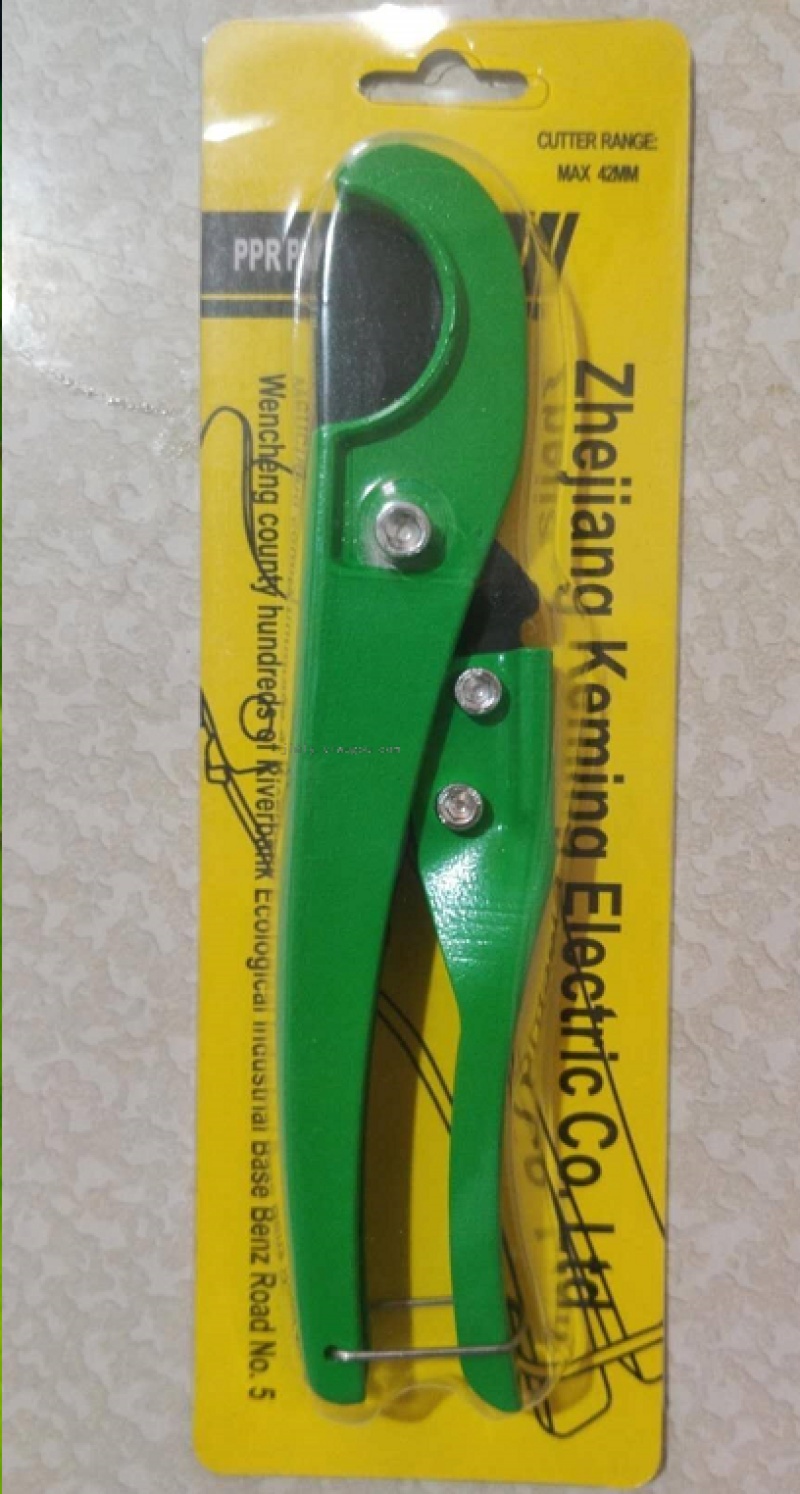 CUTTER RANGE:
MAX 42MM
PPR
Zhejiang Keming Electric Co. Ltd
Wencheng county hundreds of Riverbank Ecological Industrial Base Benz Road No. 5